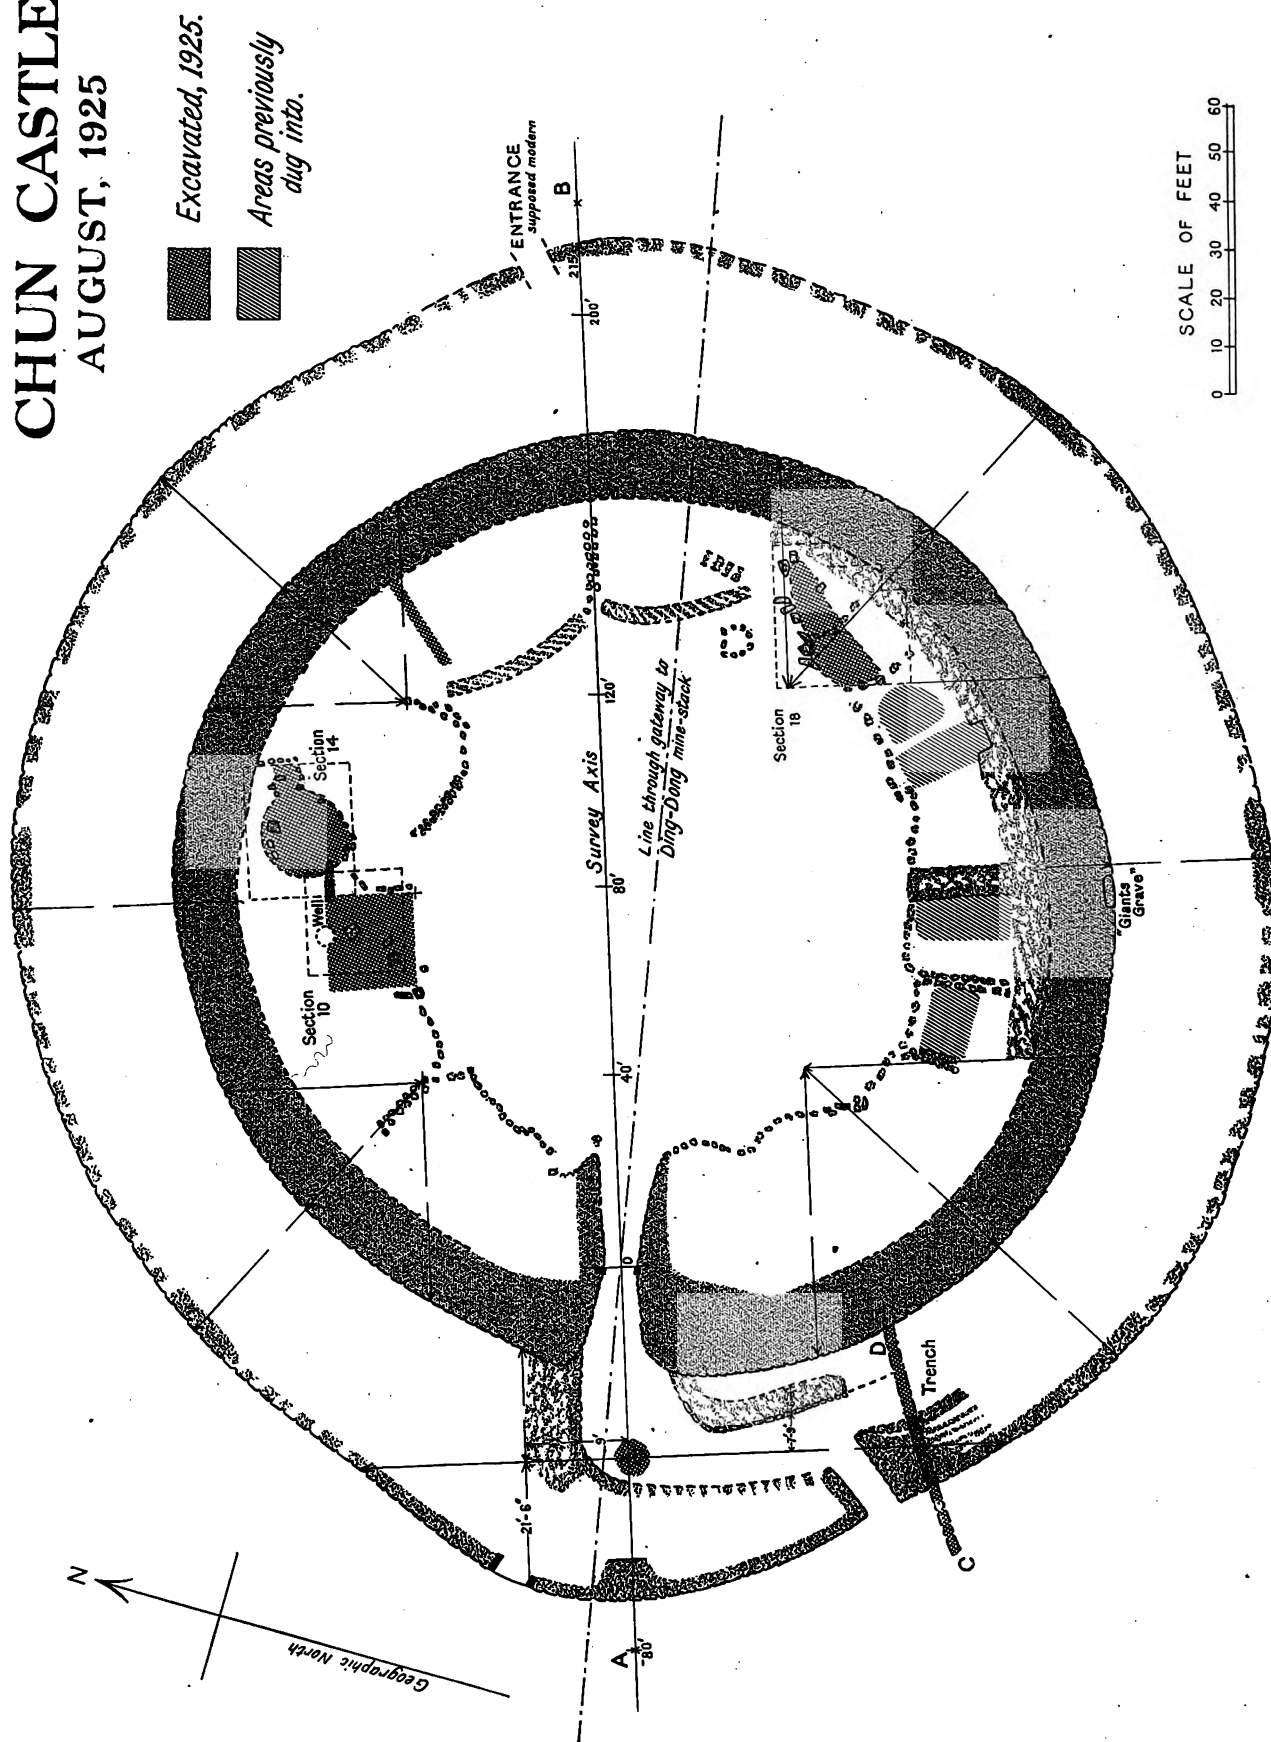 CHUN CASTLE
AUGUST, 1925
Excavated, 1925.
Areas previously
dug into.
ENTRANCE
supposed modern
B
215'
200'
SCALE OF FEET
0 10 20 30 40 50 60
Section
14
Well
Section
10
120'
Survey Axis
Line through gateway to
Ding-Dong mine-stack
80'
40'
0
Section
18
"Giants
Grave"
D
Trench
C
9'
7'-9"
21'-6"
A
-80'
N
Geographic North